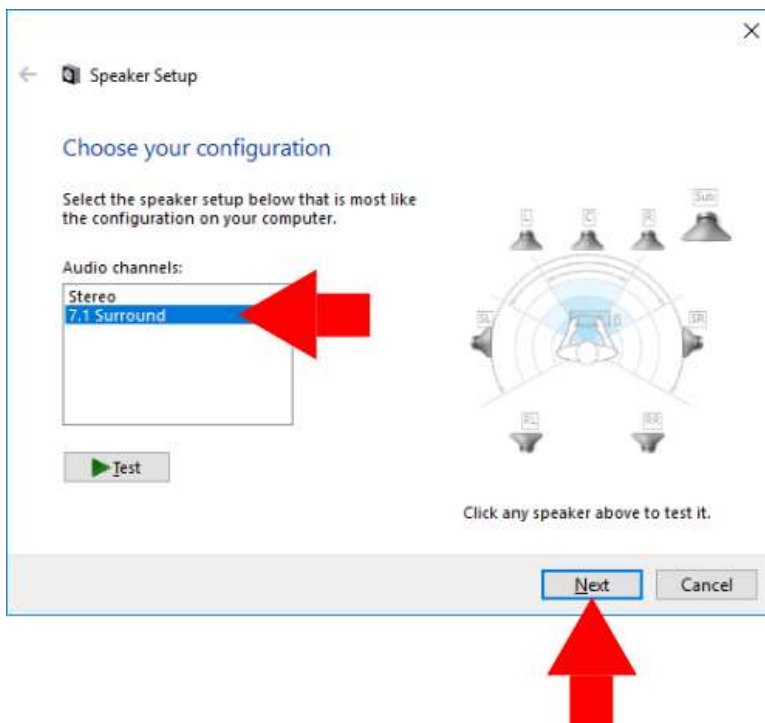 Speaker Setup
Choose your configuration
Select the speaker setup below that is most like
the configuration on your computer.
Audio channels:
Stereo
7.1 Surround
Test
L
C
R
Sub
SL
SR
RL
RR
Click any speaker above to test it.
Next
Cancel